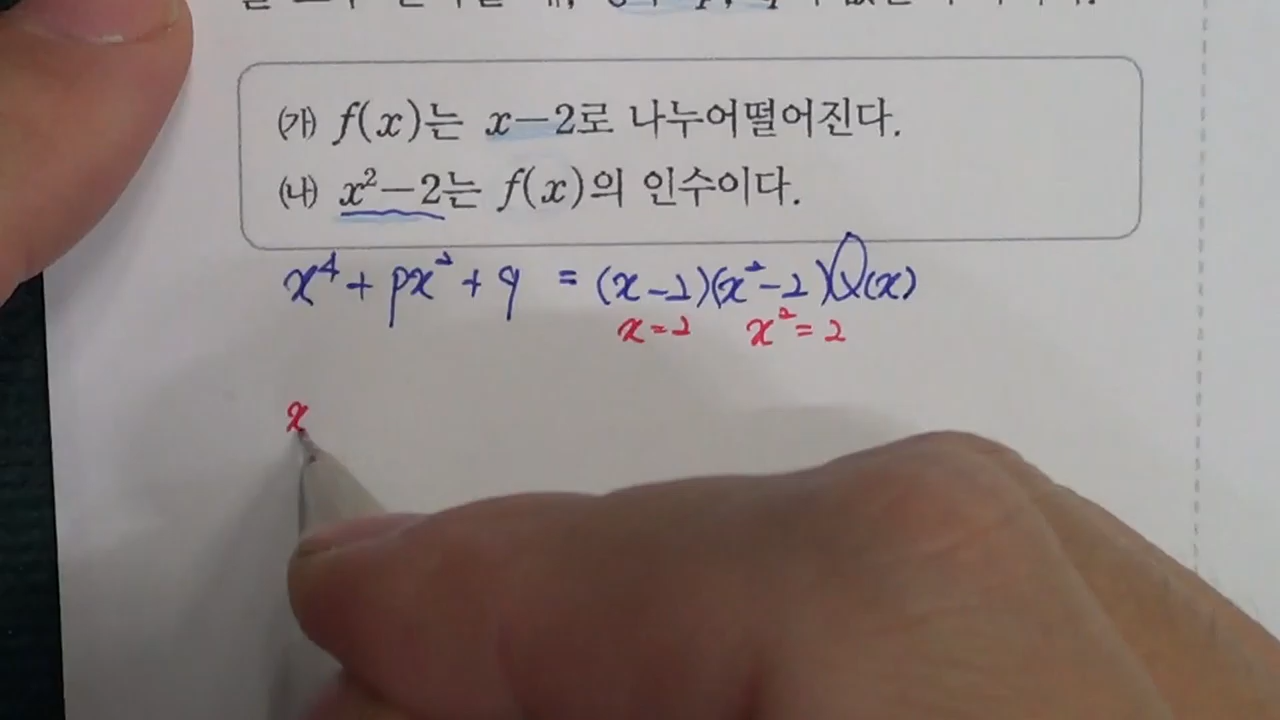 (가) f(x)는 x-2로 나누어떨어진다.
(나) x²-2는 f(x)의 인수이다.
x⁴+px²+q = (x-2)(x²-2)Q(x)
x=2 x²=2
x